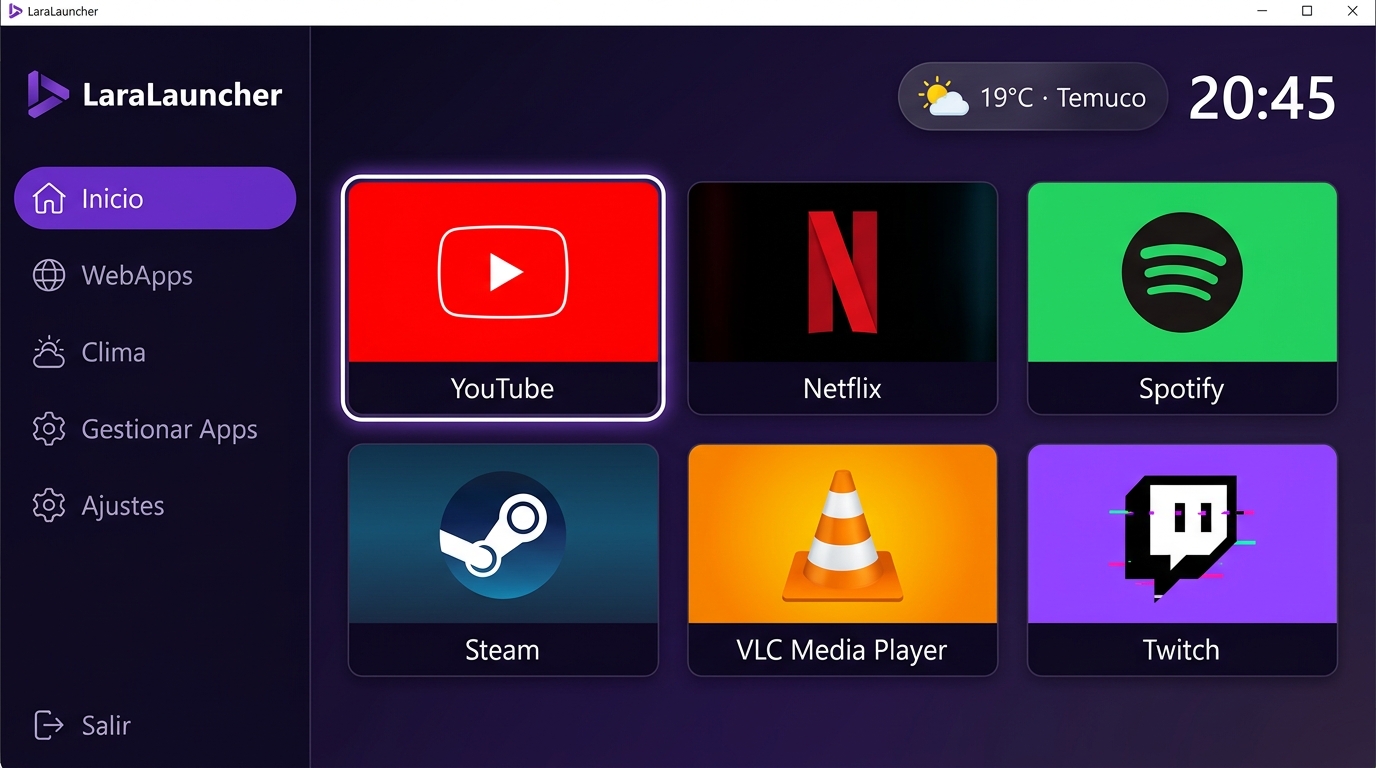 LaraLauncher
LaraLauncher
19°C · Temuco
20:45
Inicio
WebApps
Clima
Gestionar Apps
Ajustes
Salir
YouTube
N
Netflix
Spotify
Steam
VLC Media Player
Twitch